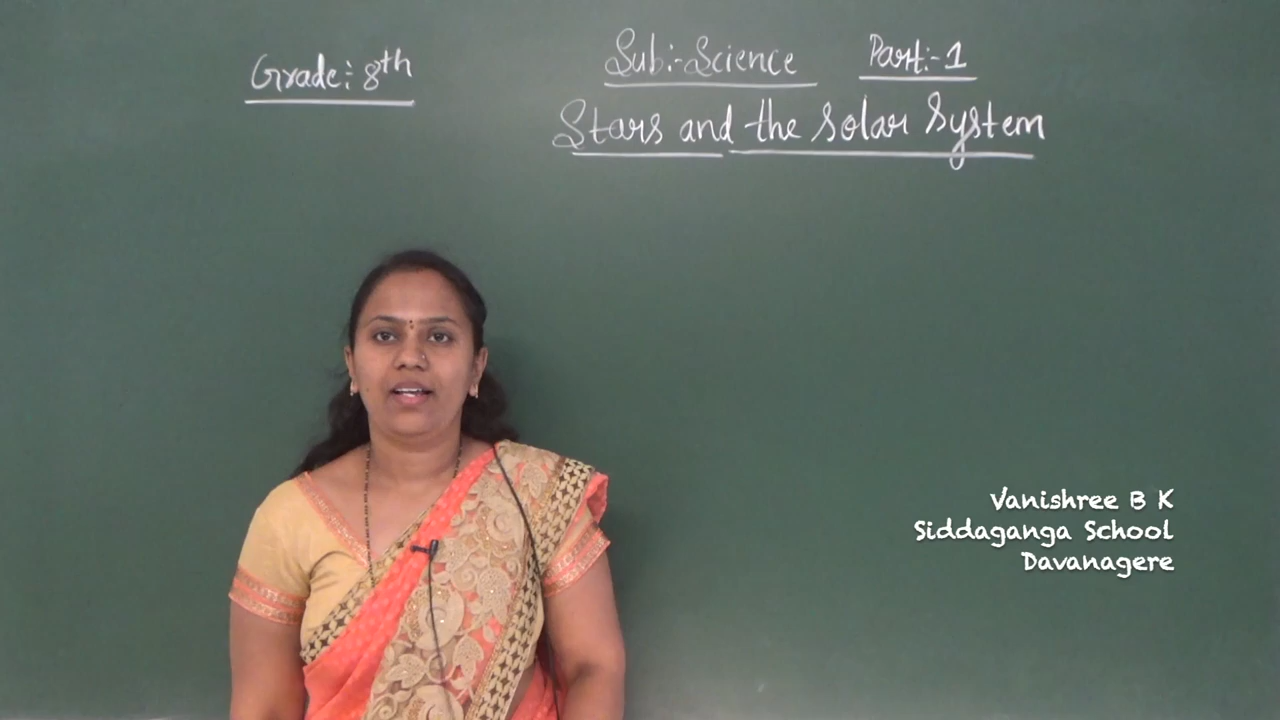 Grade:- 8th
Sub:-Science Part:-1
Stars and the Solar System
Vanishree B K
Siddaganga School
Davanagere